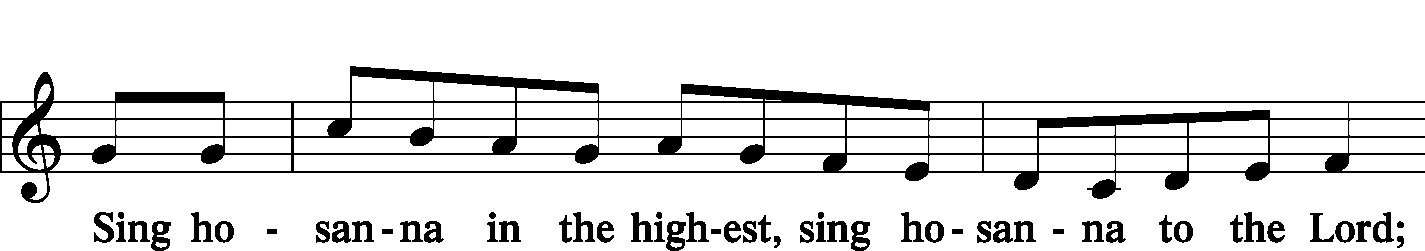 Sing ho - san - na in the high-est, sing ho - san - na to the Lord;